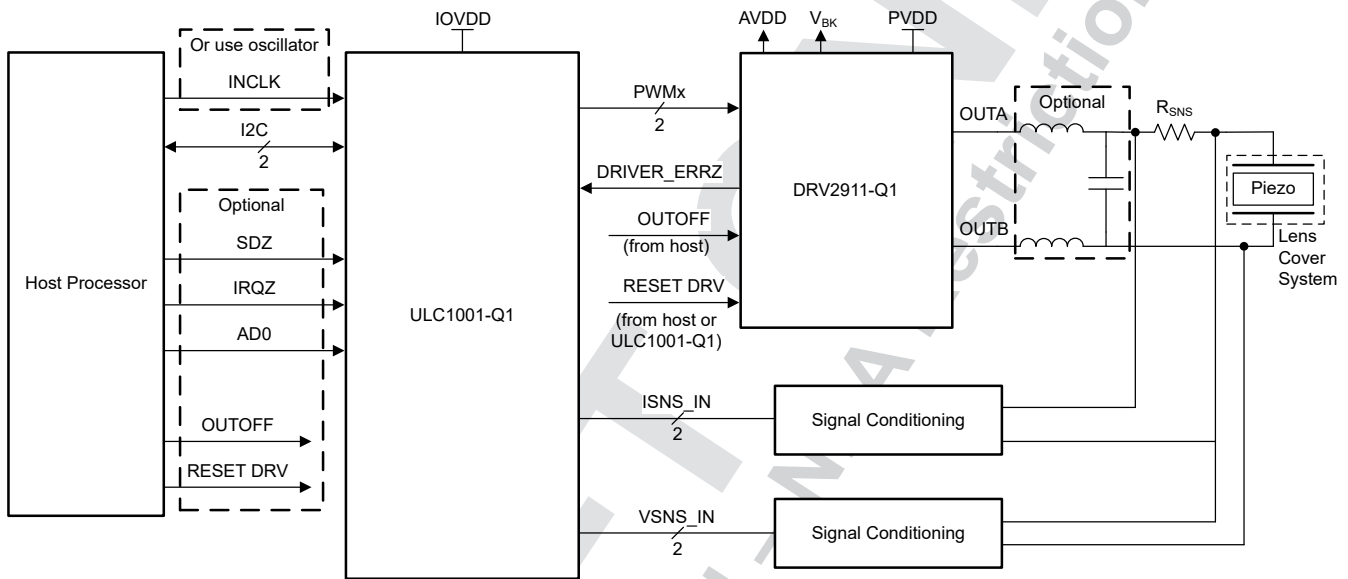 IOVDD
AVDD
VBK
PVDD
Or use oscillator
INCLK
I2C
2
Optional
SDZ
IRQZ
AD0
OUTOFF
RESET DRV
Host Processor
ULC1001-Q1
PWMx
2
DRIVER_ERRZ
OUTOFF
(from host)
RESET DRV
(from host or
ULC1001-Q1)
DRV2911-Q1
OUTA
OUTB
Optional
RSNS
Piezo
Lens
Cover
System
ISNS_IN
2
Signal Conditioning
VSNS_IN
2
Signal Conditioning